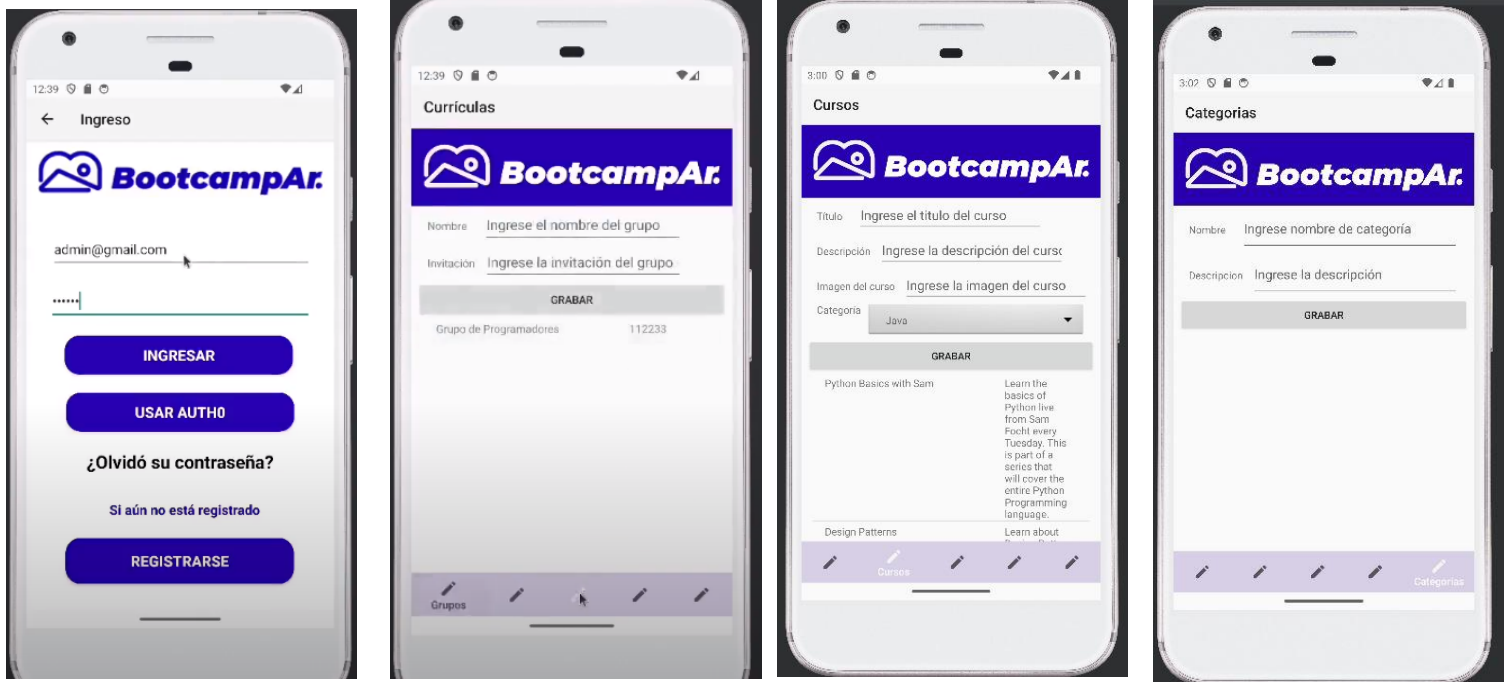 12:39
Ingreso
BootcampAr.
admin@gmail.com
INGRESAR
USAR AUTH0
¿Olvidó su contraseña?
Si aún no está registrado
REGISTRARSE
12:39
Currículas
BootcampAr.
Nombre Ingrese el nombre del grupo
Invitación Ingrese la invitación del grupo
GRABAR
Grupo de Programadores 112233
Grupos
3:00
Cursos
BootcampAr.
Título Ingrese el titulo del curso
Descripción Ingrese la descripción del curso
Imagen del curso Ingrese la imagen del curso
Categoría Java
GRABAR
Python Basics with Sam Learn the
basics of
Python live
from Sam
Focht every
Tuesday. This
is part of a
series that
will cover the
entire Python
Programming
language.
Design Patterns Learn about
Cursos
3:02
Categorias
BootcampAr.
Nombre Ingrese nombre de categoría
Descripcion Ingrese la descripción
GRABAR
Categorias